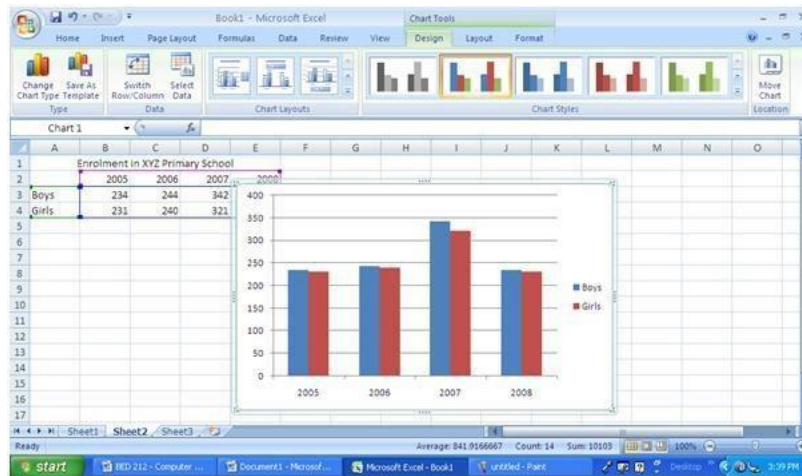 Book1 - Microsoft Excel Chart Tools
Home Insert Page Layout Formulas Data Review View Design Layout Format
Change Chart Type Save As Template Switch Row/Column Select Data Move Chart
Type Data Chart Layouts Chart Styles Location
Chart 1 fx
A B C D E F G H I J K L M N O
1 Enrolment in XYZ Primary School
2 2005 2006 2007 2008
3 Boys 234 244 342
4 Girls 231 240 321
5
6
7
8
9
10
11
12
13
14
15
16
17
400
350
300
250
200
150
100
50
0
2005 2006 2007 2008
Boys
Girls
Sheet1 Sheet2 Sheet3
Ready Average: 841.9166667 Count: 14 Sum: 10103 100%
start BED 212 - Computer ... Document1 - Microsof... Microsoft Excel - Book1 untitled - Paint Desktop 3:39 PM